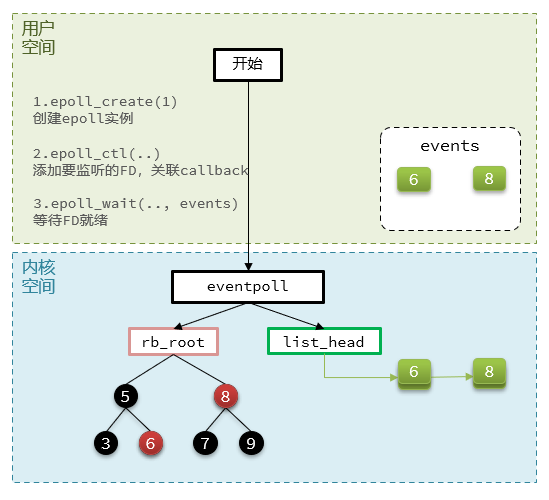 用户
空间
开始
1.epoll_create(1)
创建epoll实例
2.epoll_ctl(..)
添加要监听的FD，关联callback
3.epoll_wait(.., events)
等待FD就绪
events
6
8
内核
空间
eventpoll
rb_root
list_head
6
8
5
8
3
6
7
9